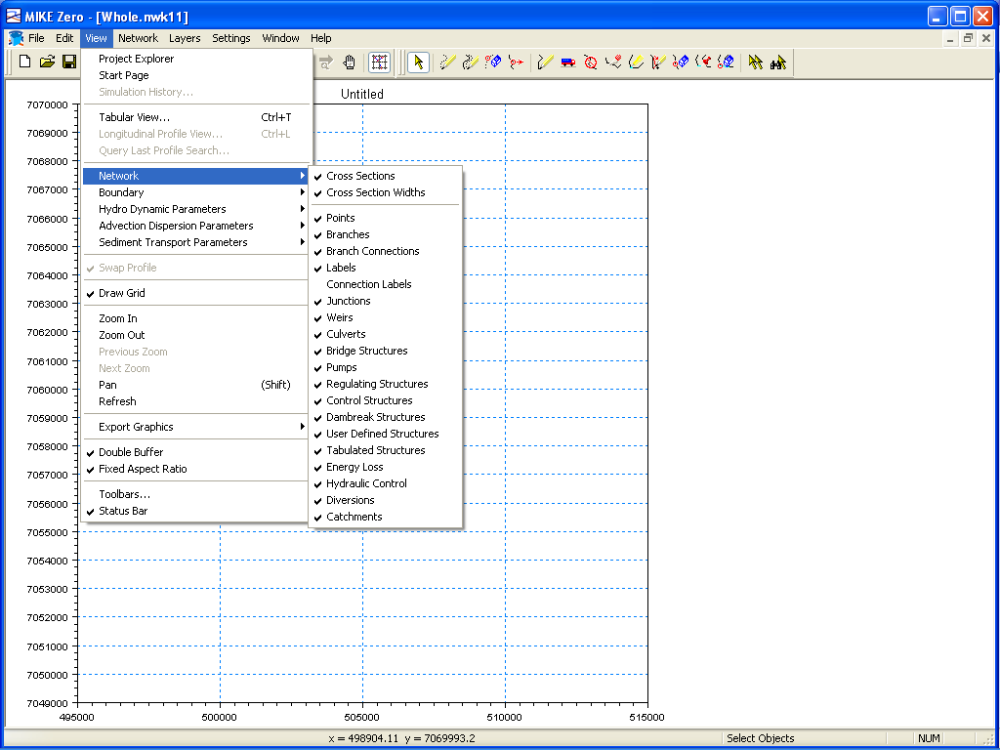 MIKE Zero - [Whole.nwk11]
File Edit View Network Layers Settings Window Help
Project Explorer
Start Page
Simulation History...
Tabular View... Ctrl+T
Longitudinal Profile View... Ctrl+L
Query Last Profile Search...
Network
Boundary
Hydro Dynamic Parameters
Advection Dispersion Parameters
Sediment Transport Parameters
Swap Profile
Draw Grid
Zoom In
Zoom Out
Previous Zoom
Next Zoom
Pan (Shift)
Refresh
Export Graphics
Double Buffer
Fixed Aspect Ratio
Toolbars...
Status Bar
Cross Sections
Cross Section Widths
Points
Branches
Branch Connections
Labels
Connection Labels
Junctions
Weirs
Culverts
Bridge Structures
Pumps
Regulating Structures
Control Structures
Dambreak Structures
User Defined Structures
Tabulated Structures
Energy Loss
Hydraulic Control
Diversions
Catchments
Untitled
7070000
7069000
7068000
7067000
7066000
7065000
7064000
7063000
7062000
7061000
7060000
7059000
7058000
7057000
7056000
7055000
7054000
7053000
7052000
7051000
7050000
7049000
495000 500000 505000 510000 515000
x = 498904.11 y = 7069993.2 Select Objects NUM